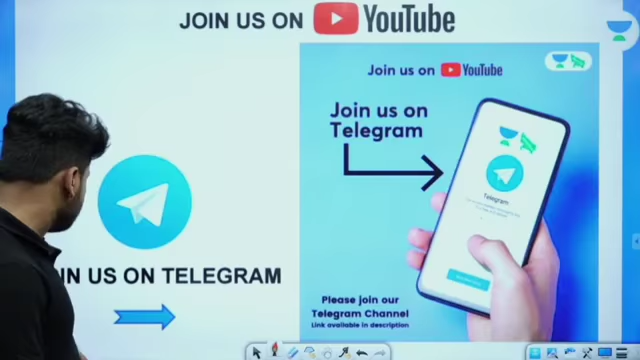 JOIN US ON YouTube
Join us on YouTube
Join us on
Telegram
Telegram
IN US ON TELEGRAM
Please join our
Telegram Channel
Link available in description